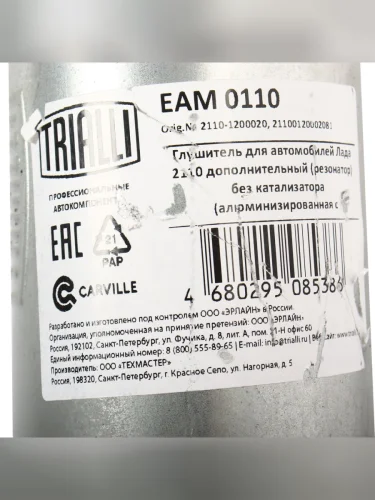 TRIALLI
ПРОФЕССИОНАЛЬНЫЕ
EAM 0110
Orig.№ 2110-1200020, 21100120002081
Глушитель для автомобилей Лада
2110 дополнительный (резонатор)
без катализатора
(алюминизированная с
EAC
21
PAP
CARVILLE
4 680295 08538
Разработано и изготовлено под контролем ООО «ЭРЛАЙН» в России
Организация, уполномоченная на принятие претензий: ООО «ЭРЛАЙН»
Россия, 192102, Санкт-Петербург, ул. Фучика, д. 8, лит. А, пом. 21-Н офис 60
Единый информационный номер: 8 (800) 555-89-65 | E-mail: info@trialli.ru |
Изготовитель: ООО «ТЕХМАСТЕР»
Россия, 198320, Санкт-Петербург, г. Красное Село, ул. Нагорная, д. 5